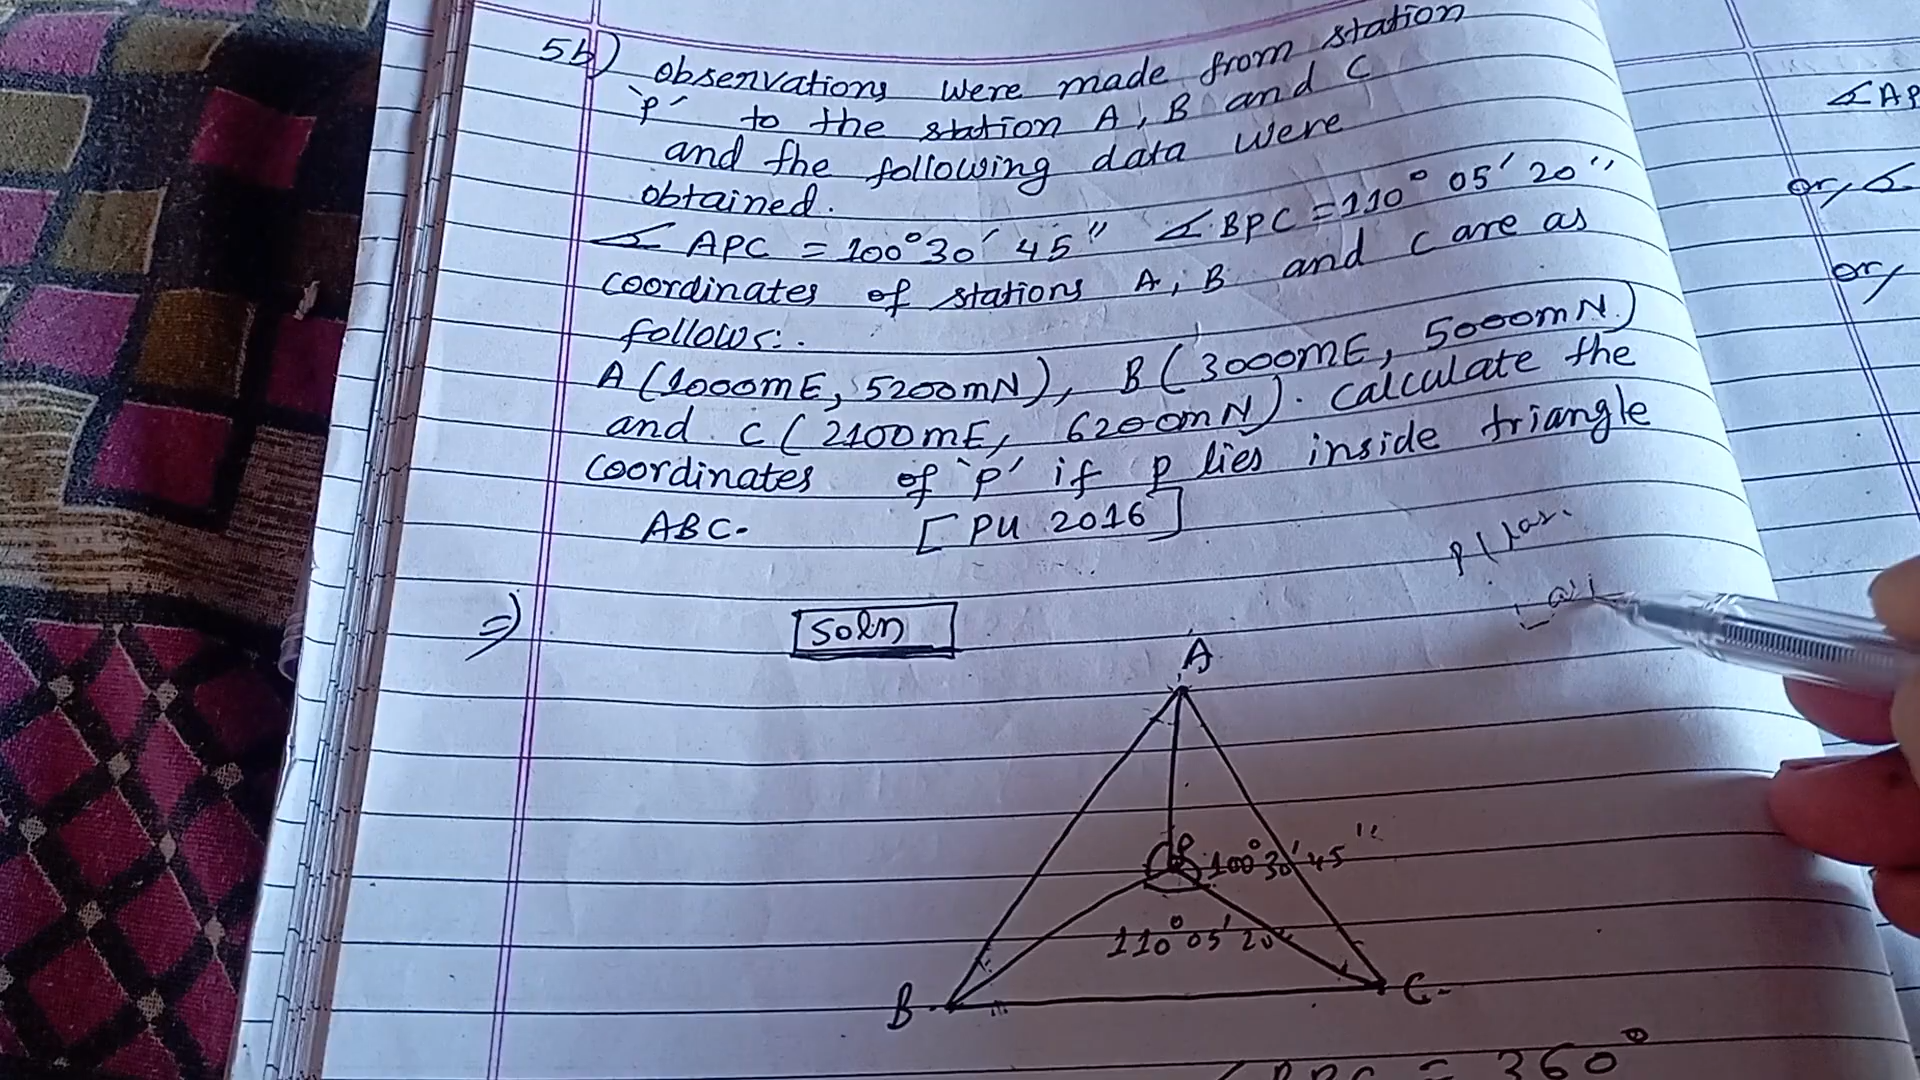 5b) observations were made from station
'p' to the station A, B and C
and the following data were
obtained.
∠APC = 100°30'45" ∠BPC = 110°05'20"
coordinates of stations A, B and C are as
follows:.
A(1000mE, 5200mN), B(3000mE, 5000mN)
and C(2100mE, 6200mN). calculate the
coordinates of 'p' if p lies inside triangle
ABC. [PU 2016]
⇒) soln
A
P 100°30'45"
110°05'20"
B C
= 360°
∠AP
or, ∠
or,